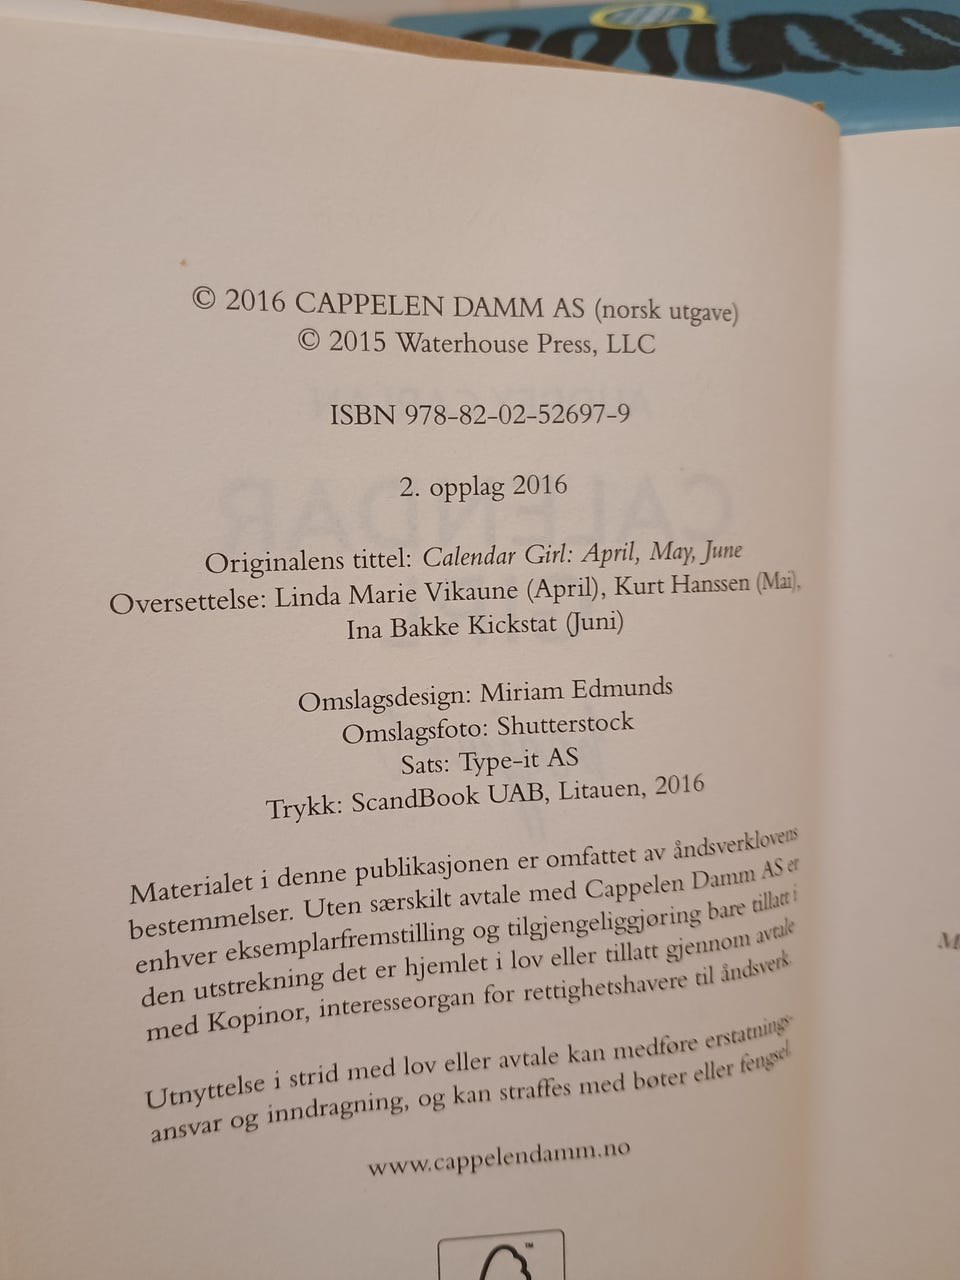 © 2016 CAPPELEN DAMM AS (norsk utgave)
© 2015 Waterhouse Press, LLC
ISBN 978-82-02-52697-9
2. opplag 2016
Originalens tittel: Calendar Girl: April, May, June
Oversettelse: Linda Marie Vikaune (April), Kurt Hanssen (Mai),
Ina Bakke Kickstat (Juni)
Omslagsdesign: Miriam Edmunds
Omslagsfoto: Shutterstock
Sats: Type-it AS
Trykk: ScandBook UAB, Litauen, 2016
Materialet i denne publikasjonen er omfattet av åndsverklovens
bestemmelser. Uten særskilt avtale med Cappelen Damm AS er
enhver eksemplarfremstilling og tilgjengeliggjøring bare tillatt i
den utstrekning det er hjemlet i lov eller tillatt gjennom avtale
med Kopinor, interesseorgan for rettighetshavere til åndsverk.
Utnyttelse i strid med lov eller avtale kan medføre erstatnings-
ansvar og inndragning, og kan straffes med bøter eller fengsel.
www.cappelendamm.no
™